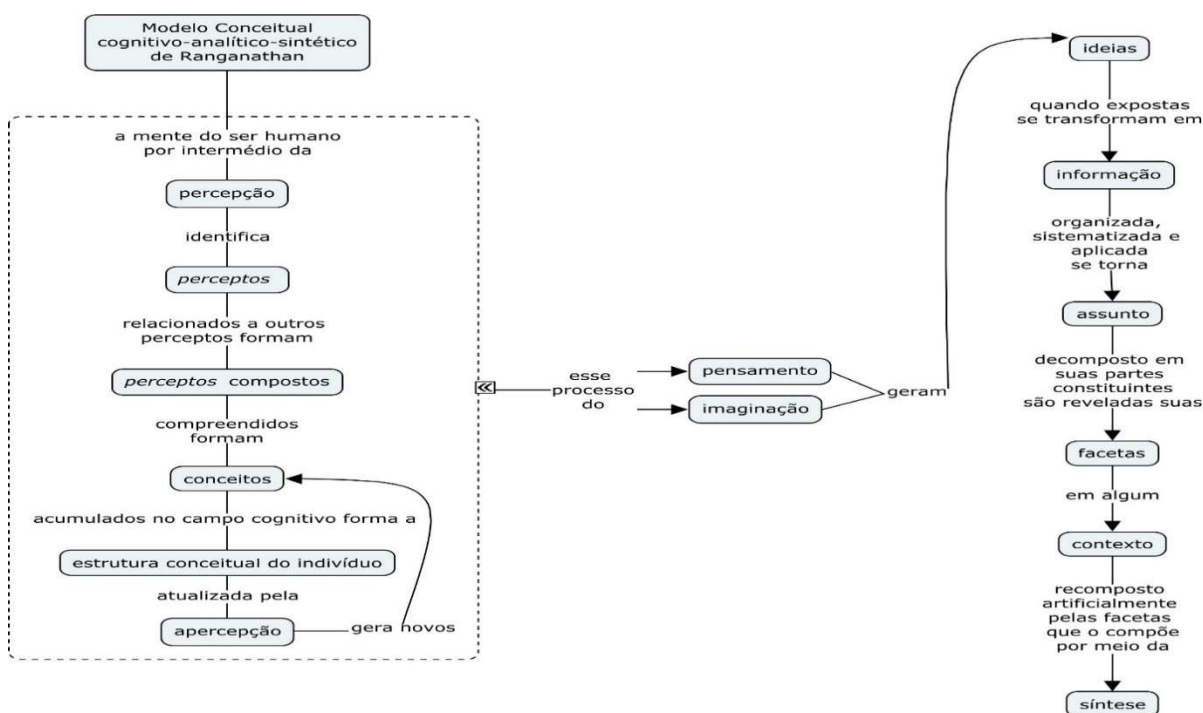 Modelo Conceitual
cognitivo-analítico-sintético
de Ranganathan
a mente do ser humano
por intermédio da
percepção
identifica
perceptos
relacionados a outros
perceptos formam
perceptos compostos
compreendidos
formam
conceitos
acumulados no campo cognitivo forma a
estrutura conceitual do indivíduo
atualizada pela
apercepção
gera novos
esse
processo
do
pensamento
imaginação
geram
ideias
quando expostas
se transformam em
informação
organizada,
sistematizada e
aplicada
se torna
assunto
decomposto em
suas partes
constituintes
são reveladas suas
facetas
em algum
contexto
recomposto
artificialmente
pelas facetas
que o compõe
por meio da
síntese